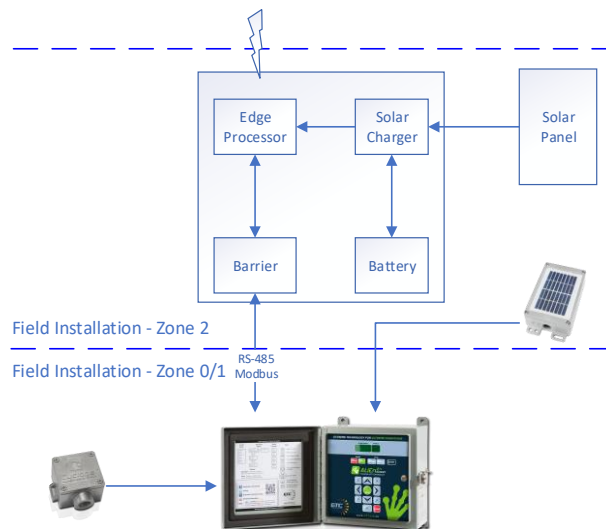 Edge
Processor
Solar
Charger
Solar
Panel
Barrier
Battery
Field Installation - Zone 2
Field Installation - Zone 0/1
RS-485
Modbus
ETC